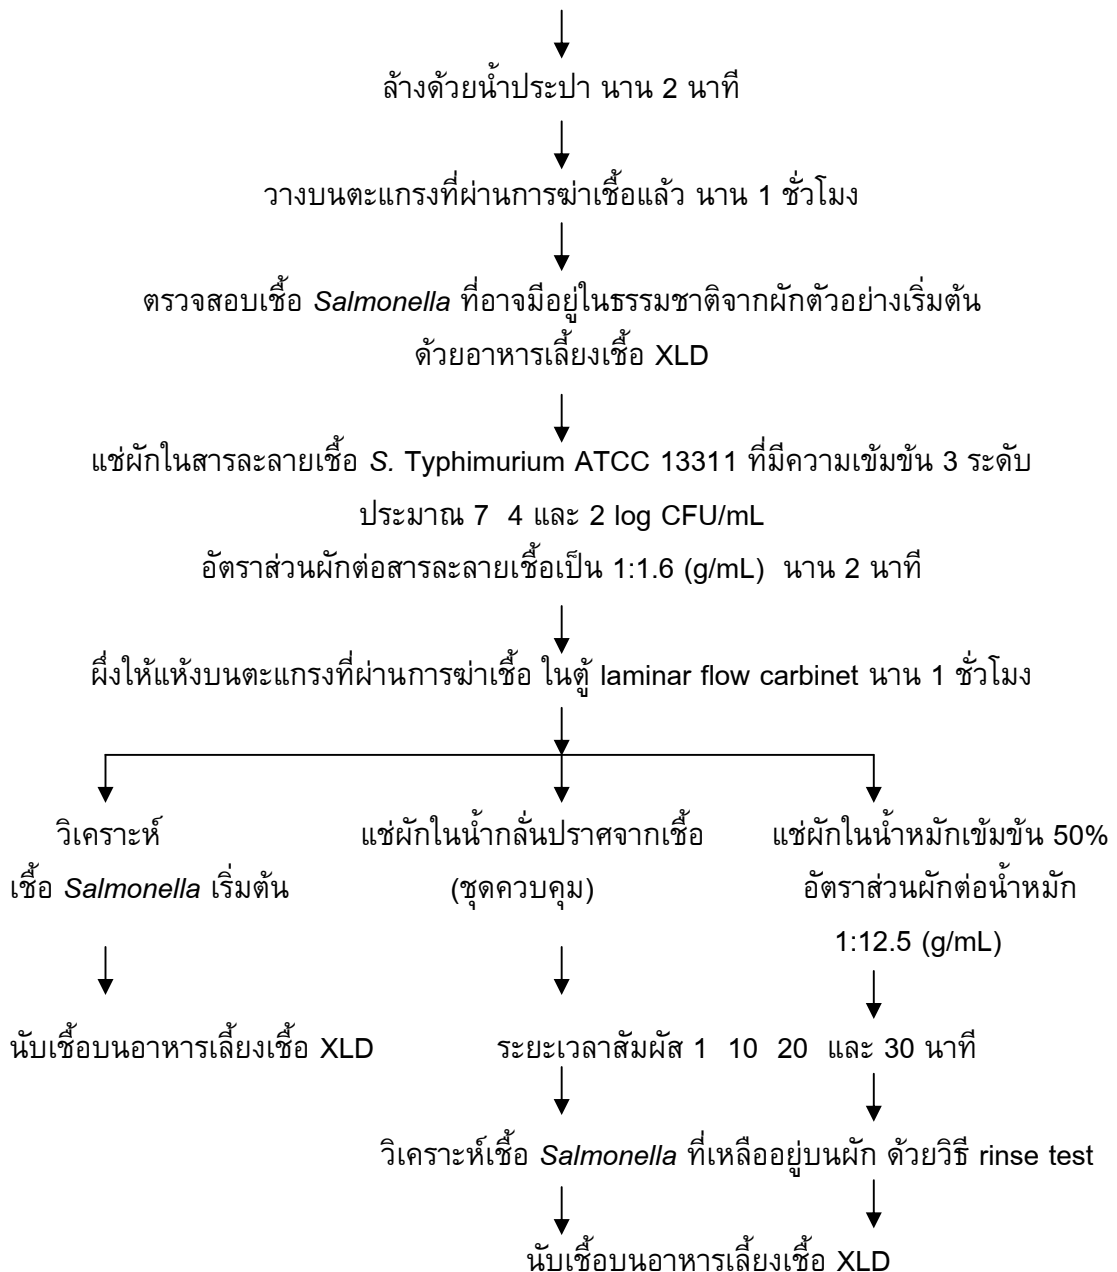 ล้างด้วยน้ำประปา นาน 2 นาที
วางบนตะแกรงที่ผ่านการฆ่าเชื้อแล้ว นาน 1 ชั่วโมง
ตรวจสอบเชื้อ Salmonella ที่อาจมีอยู่ในธรรมชาติจากผักตัวอย่างเริ่มต้น
ด้วยอาหารเลี้ยงเชื้อ XLD
แช่ผักในสารละลายเชื้อ S. Typhimurium ATCC 13311 ที่มีความเข้มข้น 3 ระดับ
ประมาณ 7 4 และ 2 log CFU/mL
อัตราส่วนผักต่อสารละลายเชื้อเป็น 1:1.6 (g/mL) นาน 2 นาที
ผึ่งให้แห้งบนตะแกรงที่ผ่านการฆ่าเชื้อ ในตู้ laminar flow carbinet นาน 1 ชั่วโมง
วิเคราะห์
เชื้อ Salmonella เริ่มต้น
นับเชื้อบนอาหารเลี้ยงเชื้อ XLD
แช่ผักในน้ำกลั่นปราศจากเชื้อ
(ชุดควบคุม)
แช่ผักในน้ำหมักเข้มข้น 50%
อัตราส่วนผักต่อน้ำหมัก
1:12.5 (g/mL)
ระยะเวลาสัมผัส 1 10 20 และ 30 นาที
วิเคราะห์เชื้อ Salmonella ที่เหลืออยู่บนผัก ด้วยวิธี rinse test
นับเชื้อบนอาหารเลี้ยงเชื้อ XLD